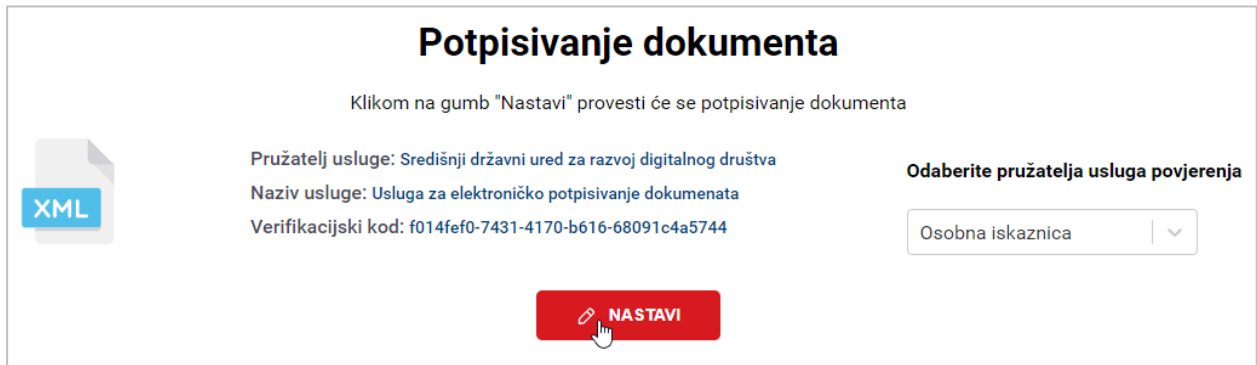 Potpisivanje dokumenta
Klikom na gumb "Nastavi" provesti će se potpisivanje dokumenta
XML
Pružatelj usluge: Središnji državni ured za razvoj digitalnog društva
Naziv usluge: Usluga za elektroničko potpisivanje dokumenata
Verifikacijski kod: f014fef0-7431-4170-b616-68091c4a5744
Odaberite pružatelja usluga povjerenja
Osobna iskaznica
NASTAVI